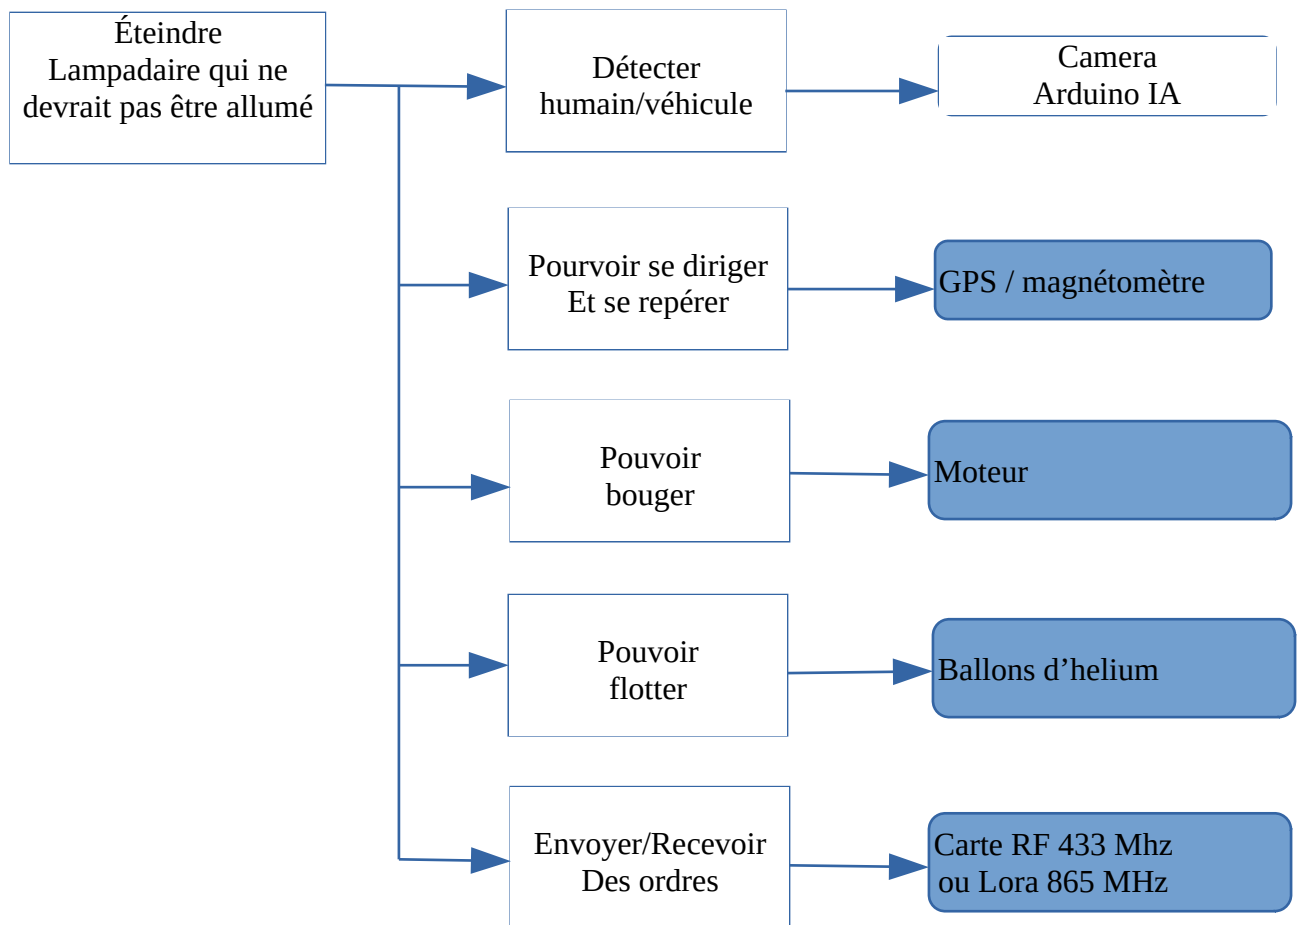 Éteindre
Lampadaire qui ne
devrait pas être allumé
Détecter
humain/véhicule
Camera
Arduino IA
Pourvoir se diriger
Et se repérer
GPS / magnétomètre
Pouvoir
bouger
Moteur
Pouvoir
flotter
Ballons d’helium
Envoyer/Recevoir
Des ordres
Carte RF 433 Mhz
ou Lora 865 MHz